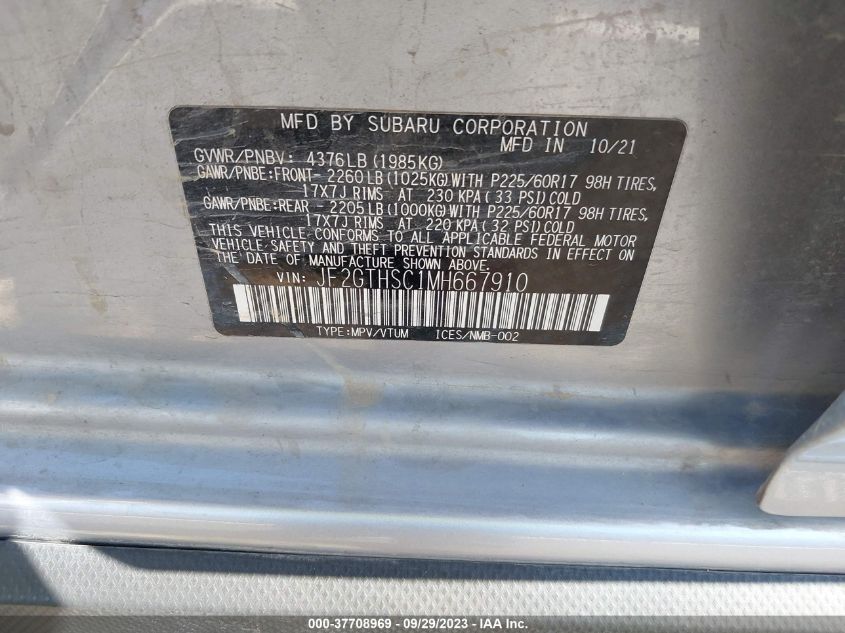 MFD BY SUBARU CORPORATION
MFD IN 10/21
GVWR/PNBV: 4376LB (1985KG)
GAWR/PNBE:FRONT- 2260LB (1025KG)WITH P225/60R17 98H TIRES,
17X7J RIMS AT 230 KPA (33 PSI)COLD
GAWR/PNBE:REAR - 2205LB (1000KG)WITH P225/60R17 98H TIRES,
17X7J RIMS AT 220 KPA (32 PSI)COLD
THIS VEHICLE CONFORMS TO ALL APPLICABLE FEDERAL MOTOR
VEHICLE SAFETY AND THEFT PREVENTION STANDARDS IN EFFECT ON
THE DATE OF MANUFACTURE SHOWN ABOVE.
VIN: JF2GTHSC1MH667910
TYPE:MPV/VTUM ICES/NMB-002
000-37708969 - 09/29/2023 - IAA Inc.